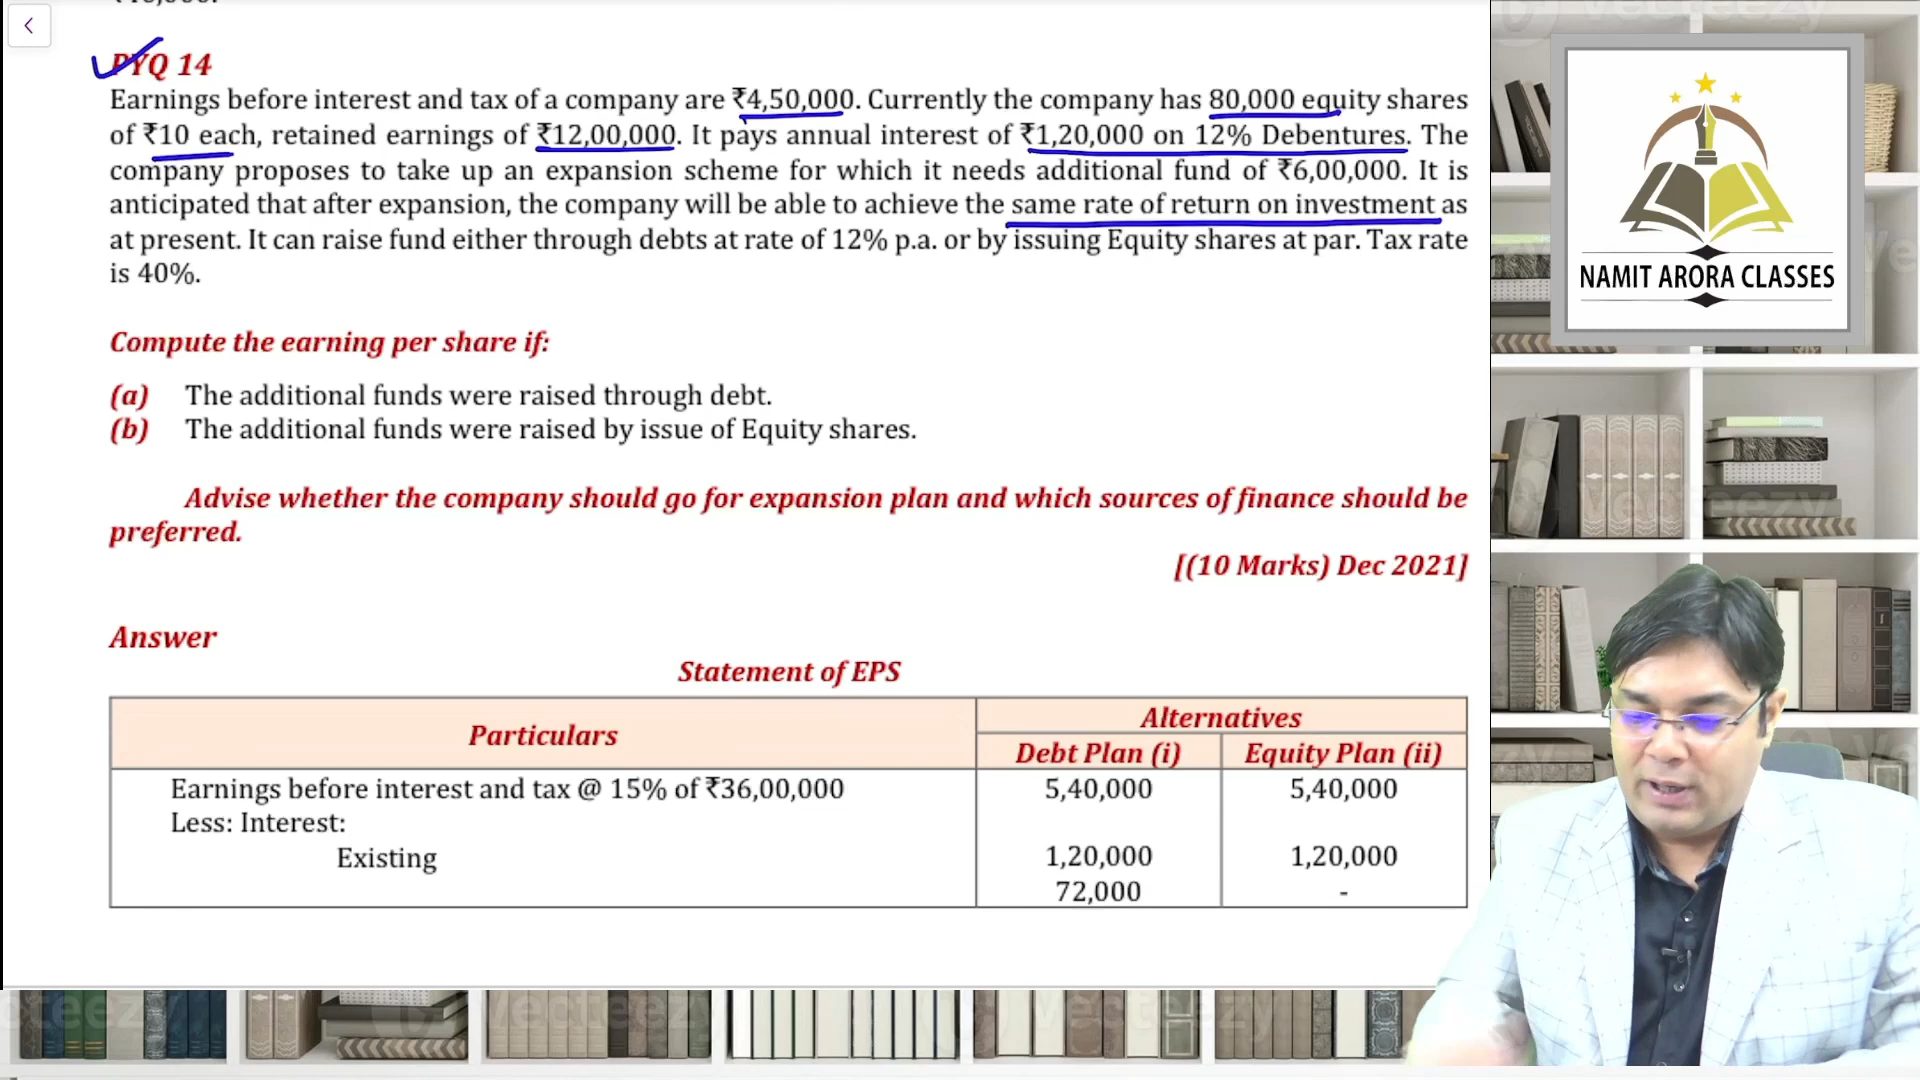 PYQ 14
Earnings before interest and tax of a company are ₹4,50,000. Currently the company has 80,000 equity shares
of ₹10 each, retained earnings of ₹12,00,000. It pays annual interest of ₹1,20,000 on 12% Debentures. The
company proposes to take up an expansion scheme for which it needs additional fund of ₹6,00,000. It is
anticipated that after expansion, the company will be able to achieve the same rate of return on investment as
at present. It can raise fund either through debts at rate of 12% p.a. or by issuing Equity shares at par. Tax rate
is 40%.
Compute the earning per share if:
(a) The additional funds were raised through debt.
(b) The additional funds were raised by issue of Equity shares.
Advise whether the company should go for expansion plan and which sources of finance should be
preferred.
[(10 Marks) Dec 2021]
Answer
Statement of EPS
Particulars
Alternatives
Debt Plan (i) Equity Plan (ii)
Earnings before interest and tax @ 15% of ₹36,00,000 5,40,000 5,40,000
Less: Interest:
Existing 1,20,000 1,20,000
72,000 -
NAMIT ARORA CLASSES